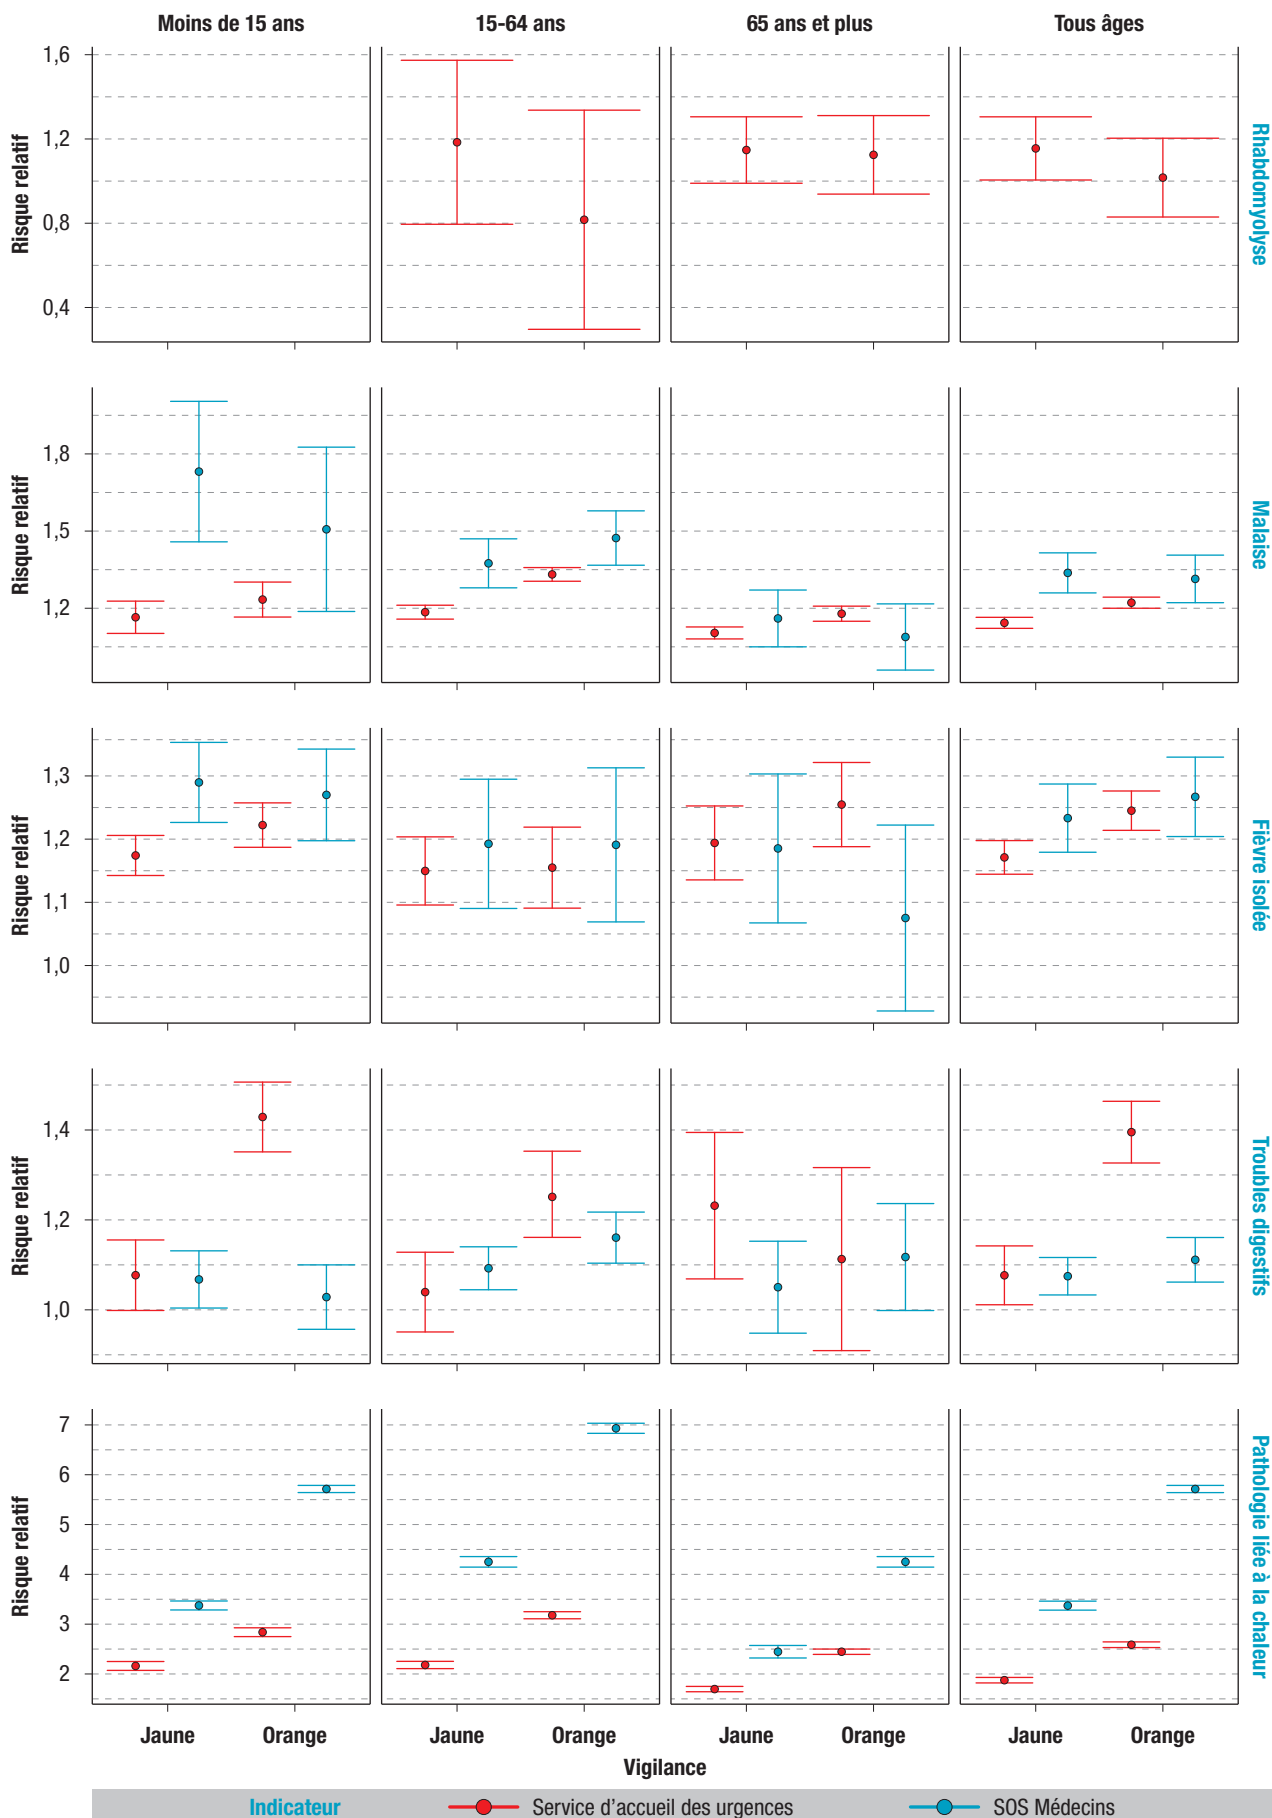 Moins de 15 ans 15-64 ans 65 ans et plus Tous âges
Risque relatif
1,6
1,2
0,8
0,4
Rhabdomyolyse
Risque relatif
1,8
1,5
1,2
Malaise
Risque relatif
1,3
1,2
1,1
1,0
Fièvre isolée
Risque relatif
1,4
1,2
1,0
Troubles digestifs
Risque relatif
7
6
5
4
3
2
Pathologie liée à la chaleur
Jaune Orange Jaune Orange Jaune Orange Jaune Orange
Vigilance
Indicateur Service d'accueil des urgences SOS Médecins